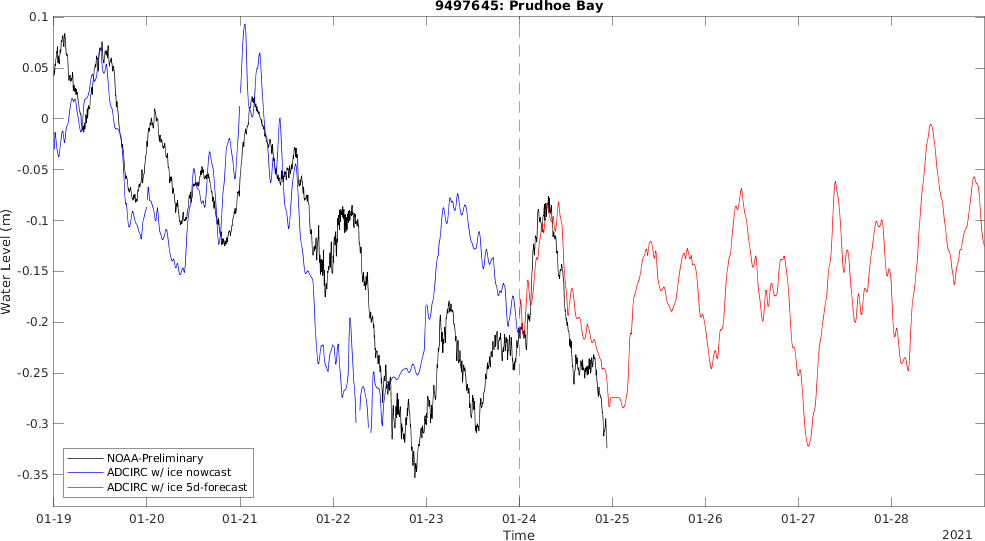 9497645: Prudhoe Bay
0.1
0.05
0
-0.05
-0.1
-0.15
-0.2
-0.25
-0.3
-0.35
Water Level (m)
NOAA-Preliminary
ADCIRC w/ ice nowcast
ADCIRC w/ ice 5d-forecast
01-19 01-20 01-21 01-22 01-23 01-24 01-25 01-26 01-27 01-28
Time
2021